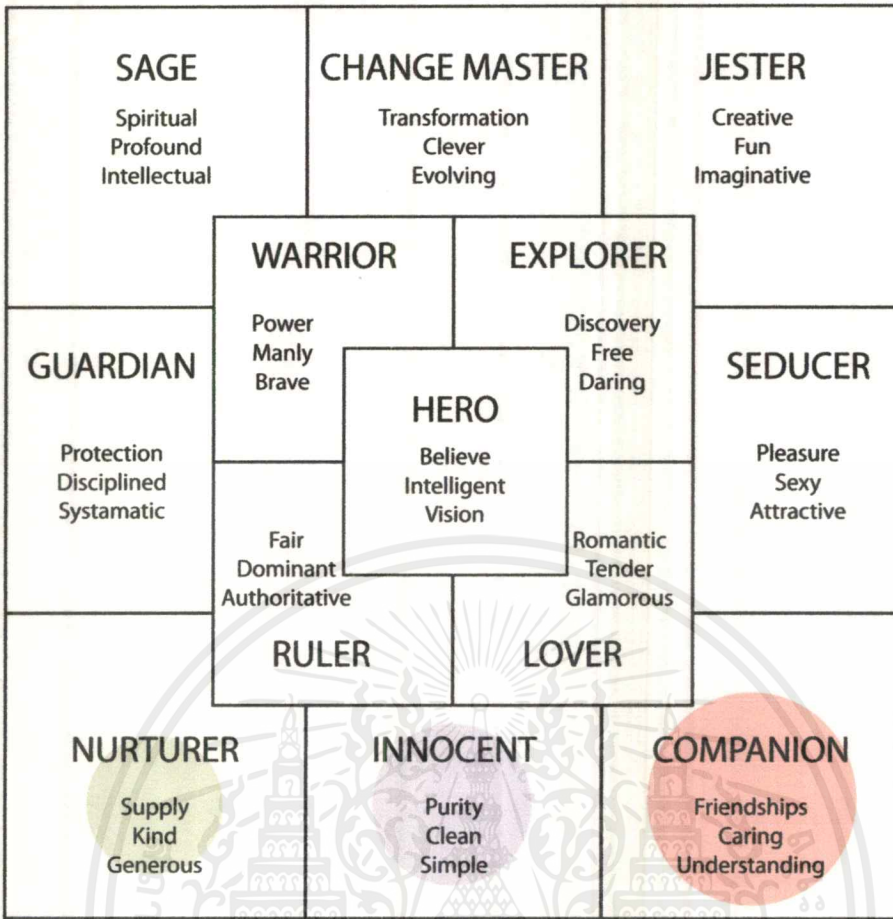 SAGE
Spiritual
Profound
Intellectual
CHANGE MASTER
Transformation
Clever
Evolving
JESTER
Creative
Fun
Imaginative
WARRIOR
Power
Manly
Brave
EXPLORER
Discovery
Free
Daring
GUARDIAN
Protection
Disciplined
Systamatic
HERO
Believe
Intelligent
Vision
SEDUCER
Pleasure
Sexy
Attractive
Fair
Dominant
Authoritative
RULER
Romantic
Tender
Glamorous
LOVER
NURTURER
Supply
Kind
Generous
INNOCENT
Purity
Clean
Simple
COMPANION
Friendships
Caring
Understanding